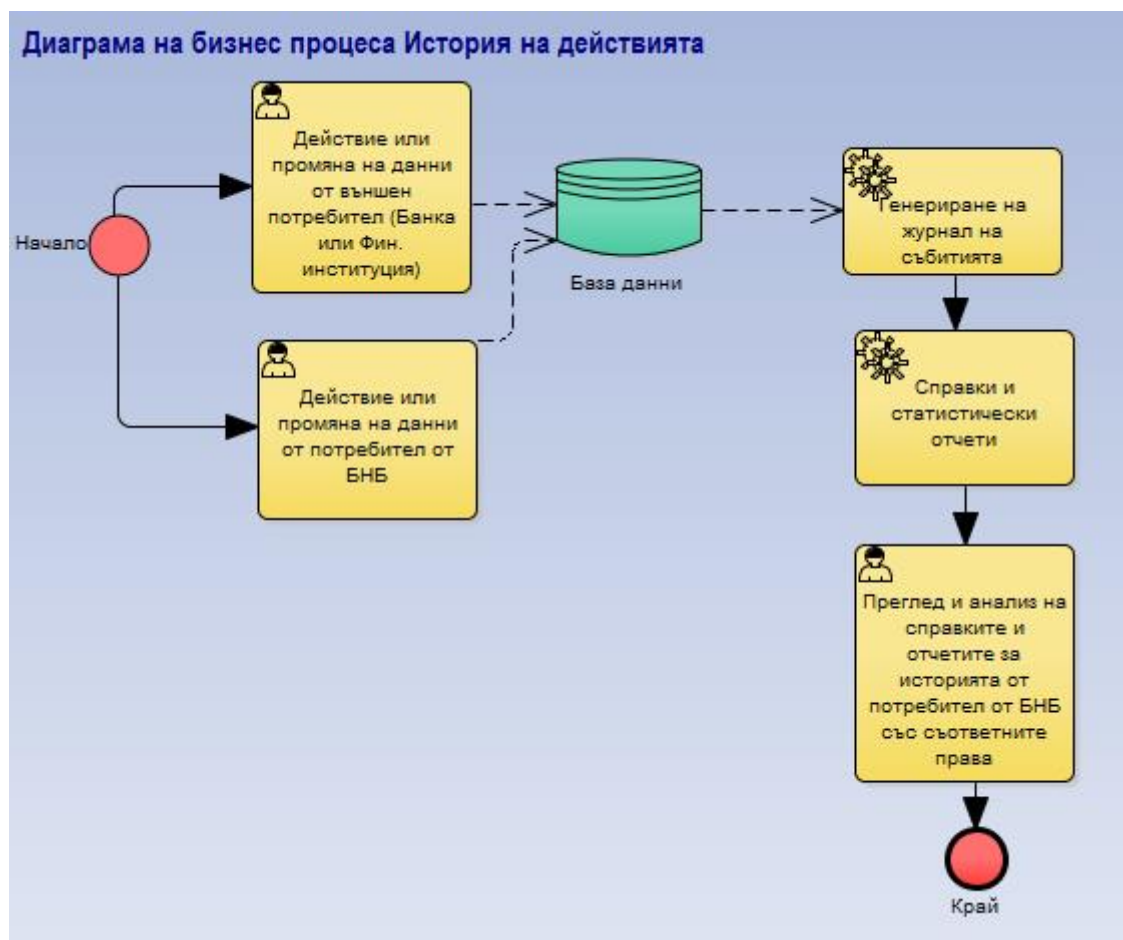 Диаграма на бизнес процеса История на действията
Начало
Действие или
промяна на данни
от външен
потребител (Банка
или Фин.
институция)
Действие или
промяна на данни
от потребител от
БНБ
База данни
Генериране на
журнал на
събитията
Справки и
статистически
отчети
Преглед и анализ на
справките и
отчетите за
историята от
потребител от БНБ
със съответните
права
Край